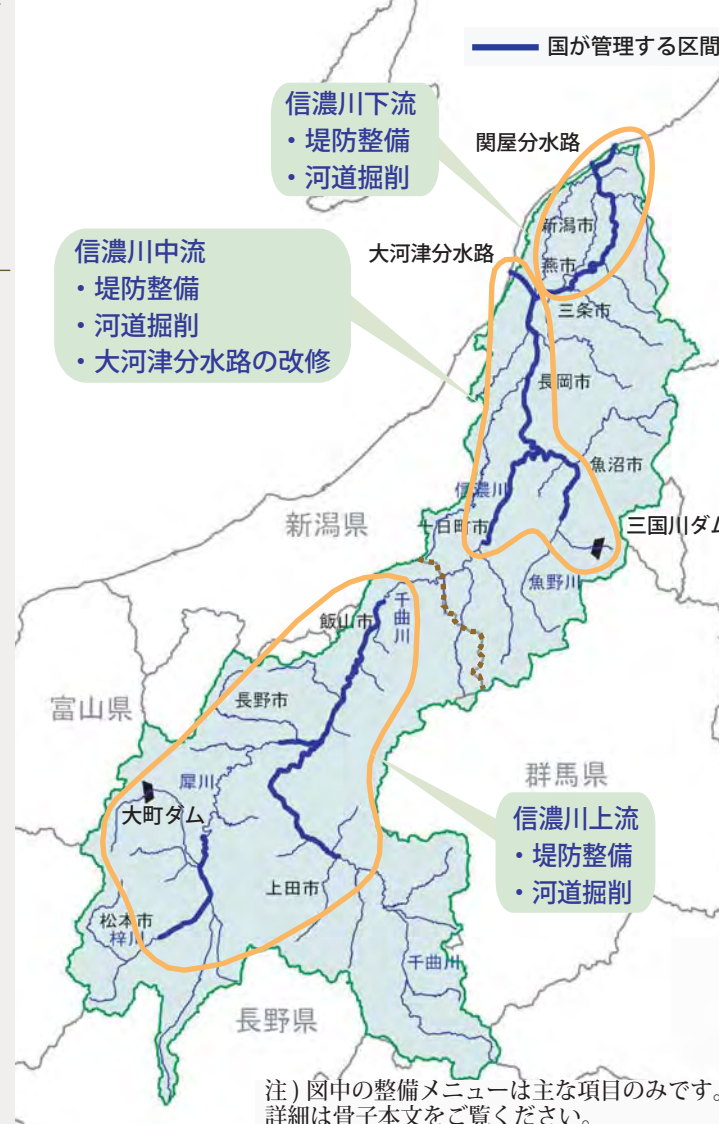 国が管理する区間
信濃川下流
・堤防整備
・河道掘削
関屋分水路
新潟市
大河津分水路
燕市
三条市
信濃川中流
・堤防整備
・河道掘削
・大河津分水路の改修
長岡市
魚沼市
信濃川
新潟県
十日町市
三国川ダム
魚野川
千曲川
飯山市
長野市
富山県
犀川
大町ダム
群馬県
信濃川上流
・堤防整備
・河道掘削
上田市
松本市
梓川
千曲川
長野県
注）図中の整備メニューは主な項目のみです。
詳細は骨子本文をご覧ください。